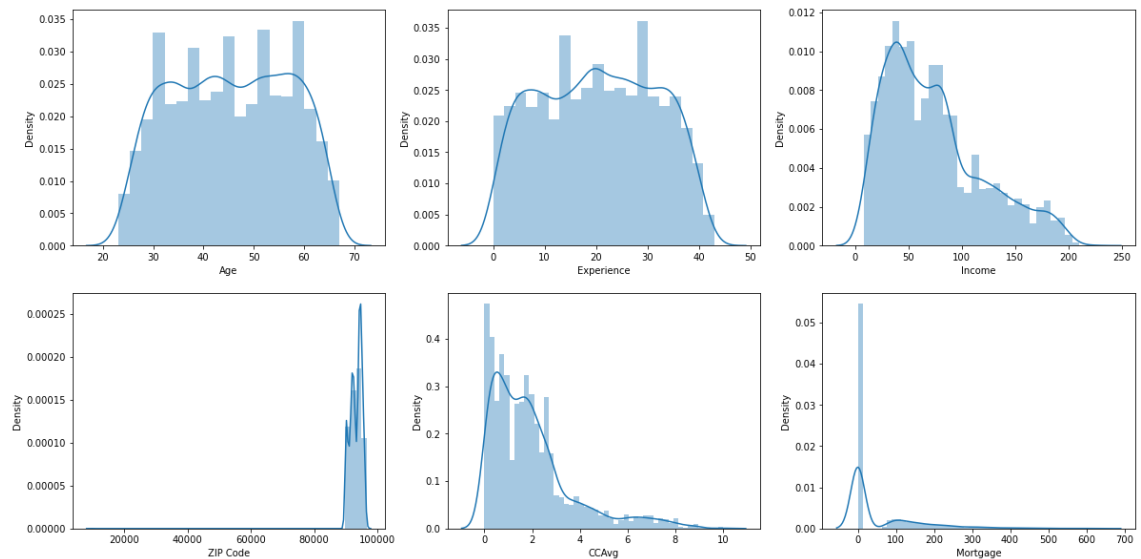 0.035
0.030
0.025
0.020
0.015
0.010
0.005
0.000
Density
20 30 40 50 60 70
Age
0.035
0.030
0.025
0.020
0.015
0.010
0.005
0.000
Density
0 10 20 30 40 50
Experience
0.012
0.010
0.008
0.006
0.004
0.002
0.000
Density
0 50 100 150 200 250
Income
0.00025
0.00020
0.00015
0.00010
0.00005
0.00000
Density
20000 40000 60000 80000 100000
ZIP Code
0.4
0.3
0.2
0.1
0.0
Density
0 2 4 6 8 10
CCAvg
0.05
0.04
0.03
0.02
0.01
0.00
Density
0 100 200 300 400 500 600 700
Mortgage